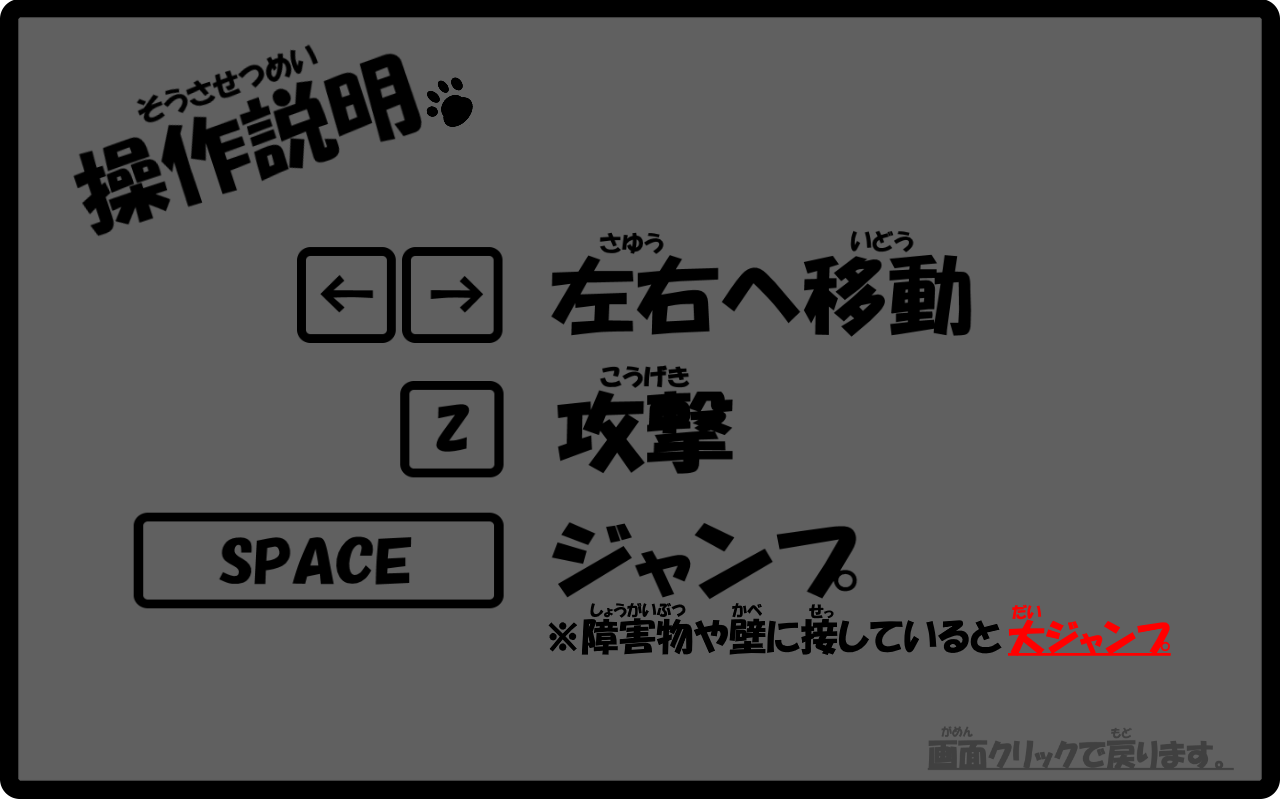 そうさせつめい
操作説明
さゆう いどう
← → 左右へ移動
こうげき
Z 攻撃
SPACE ジャンプ
しょうがいぶつ かべ せっ だい
※障害物や壁に接していると大ジャンプ
がめん もど
画面クリックで戻ります。